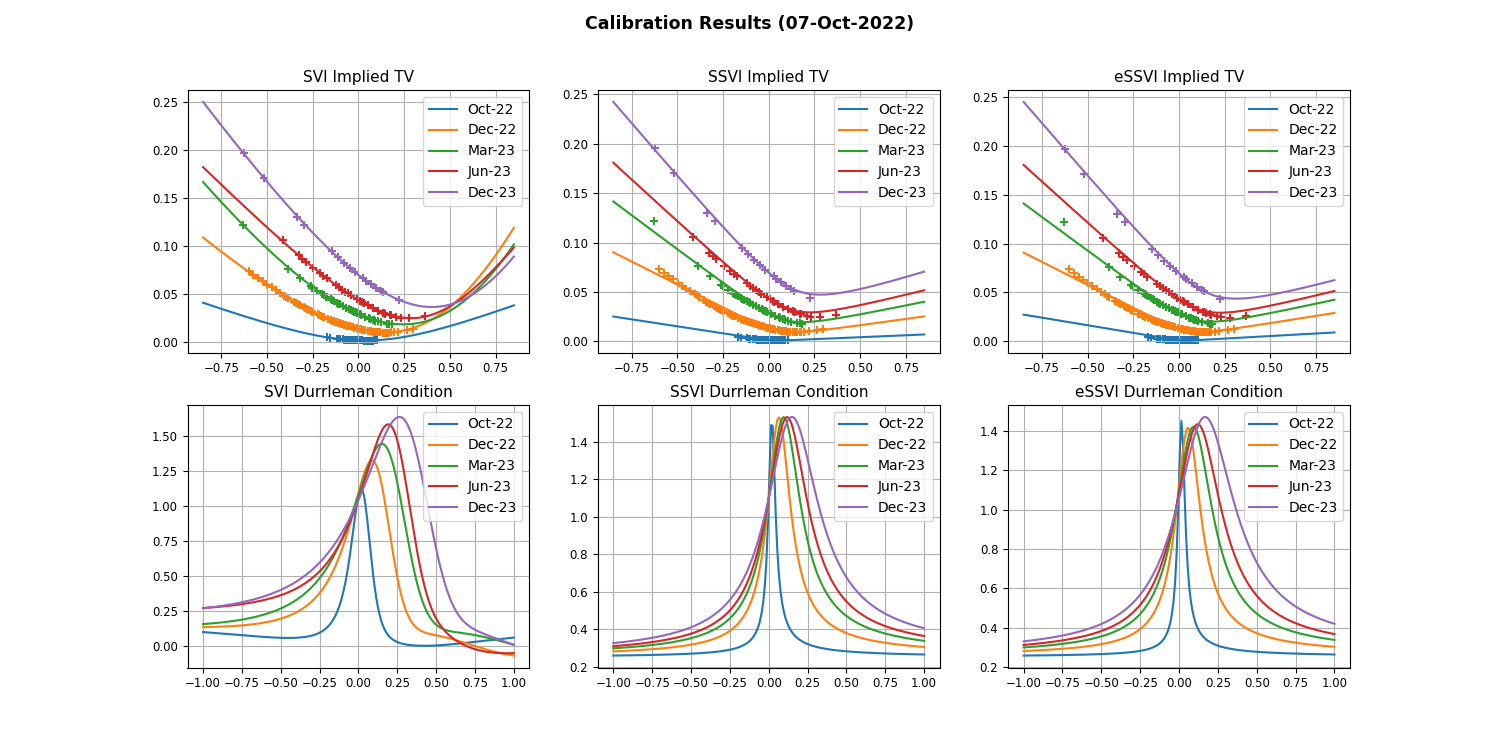 Calibration Results (07-Oct-2022)
SVI Implied TV
0.25
0.20
0.15
0.10
0.05
0.00
−0.75 −0.50 −0.25 0.00 0.25 0.50 0.75
Oct-22
Dec-22
Mar-23
Jun-23
Dec-23
SSVI Implied TV
0.25
0.20
0.15
0.10
0.05
0.00
−0.75 −0.50 −0.25 0.00 0.25 0.50 0.75
Oct-22
Dec-22
Mar-23
Jun-23
Dec-23
eSSVI Implied TV
0.25
0.20
0.15
0.10
0.05
0.00
−0.75 −0.50 −0.25 0.00 0.25 0.50 0.75
Oct-22
Dec-22
Mar-23
Jun-23
Dec-23
SVI Durrleman Condition
1.50
1.25
1.00
0.75
0.50
0.25
0.00
−1.00 −0.75 −0.50 −0.25 0.00 0.25 0.50 0.75 1.00
Oct-22
Dec-22
Mar-23
Jun-23
Dec-23
SSVI Durrleman Condition
1.4
1.2
1.0
0.8
0.6
0.4
0.2
−1.00 −0.75 −0.50 −0.25 0.00 0.25 0.50 0.75 1.00
Oct-22
Dec-22
Mar-23
Jun-23
Dec-23
eSSVI Durrleman Condition
1.4
1.2
1.0
0.8
0.6
0.4
0.2
−1.00 −0.75 −0.50 −0.25 0.00 0.25 0.50 0.75 1.00
Oct-22
Dec-22
Mar-23
Jun-23
Dec-23